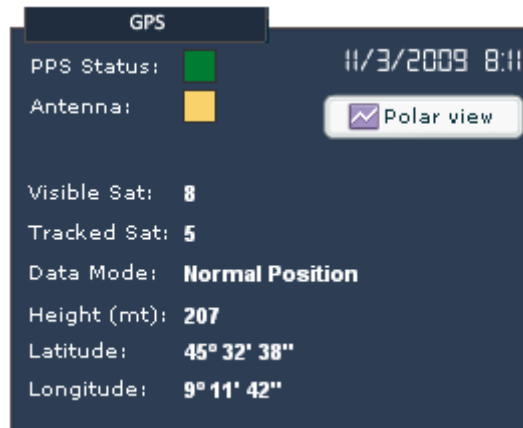 GPS
PPS Status:
11/3/2009 8:11
Antenna:
Polar view
Visible Sat: 8
Tracked Sat: 5
Data Mode: Normal Position
Height (mt): 207
Latitude: 45° 32' 38"
Longitude: 9° 11' 42"